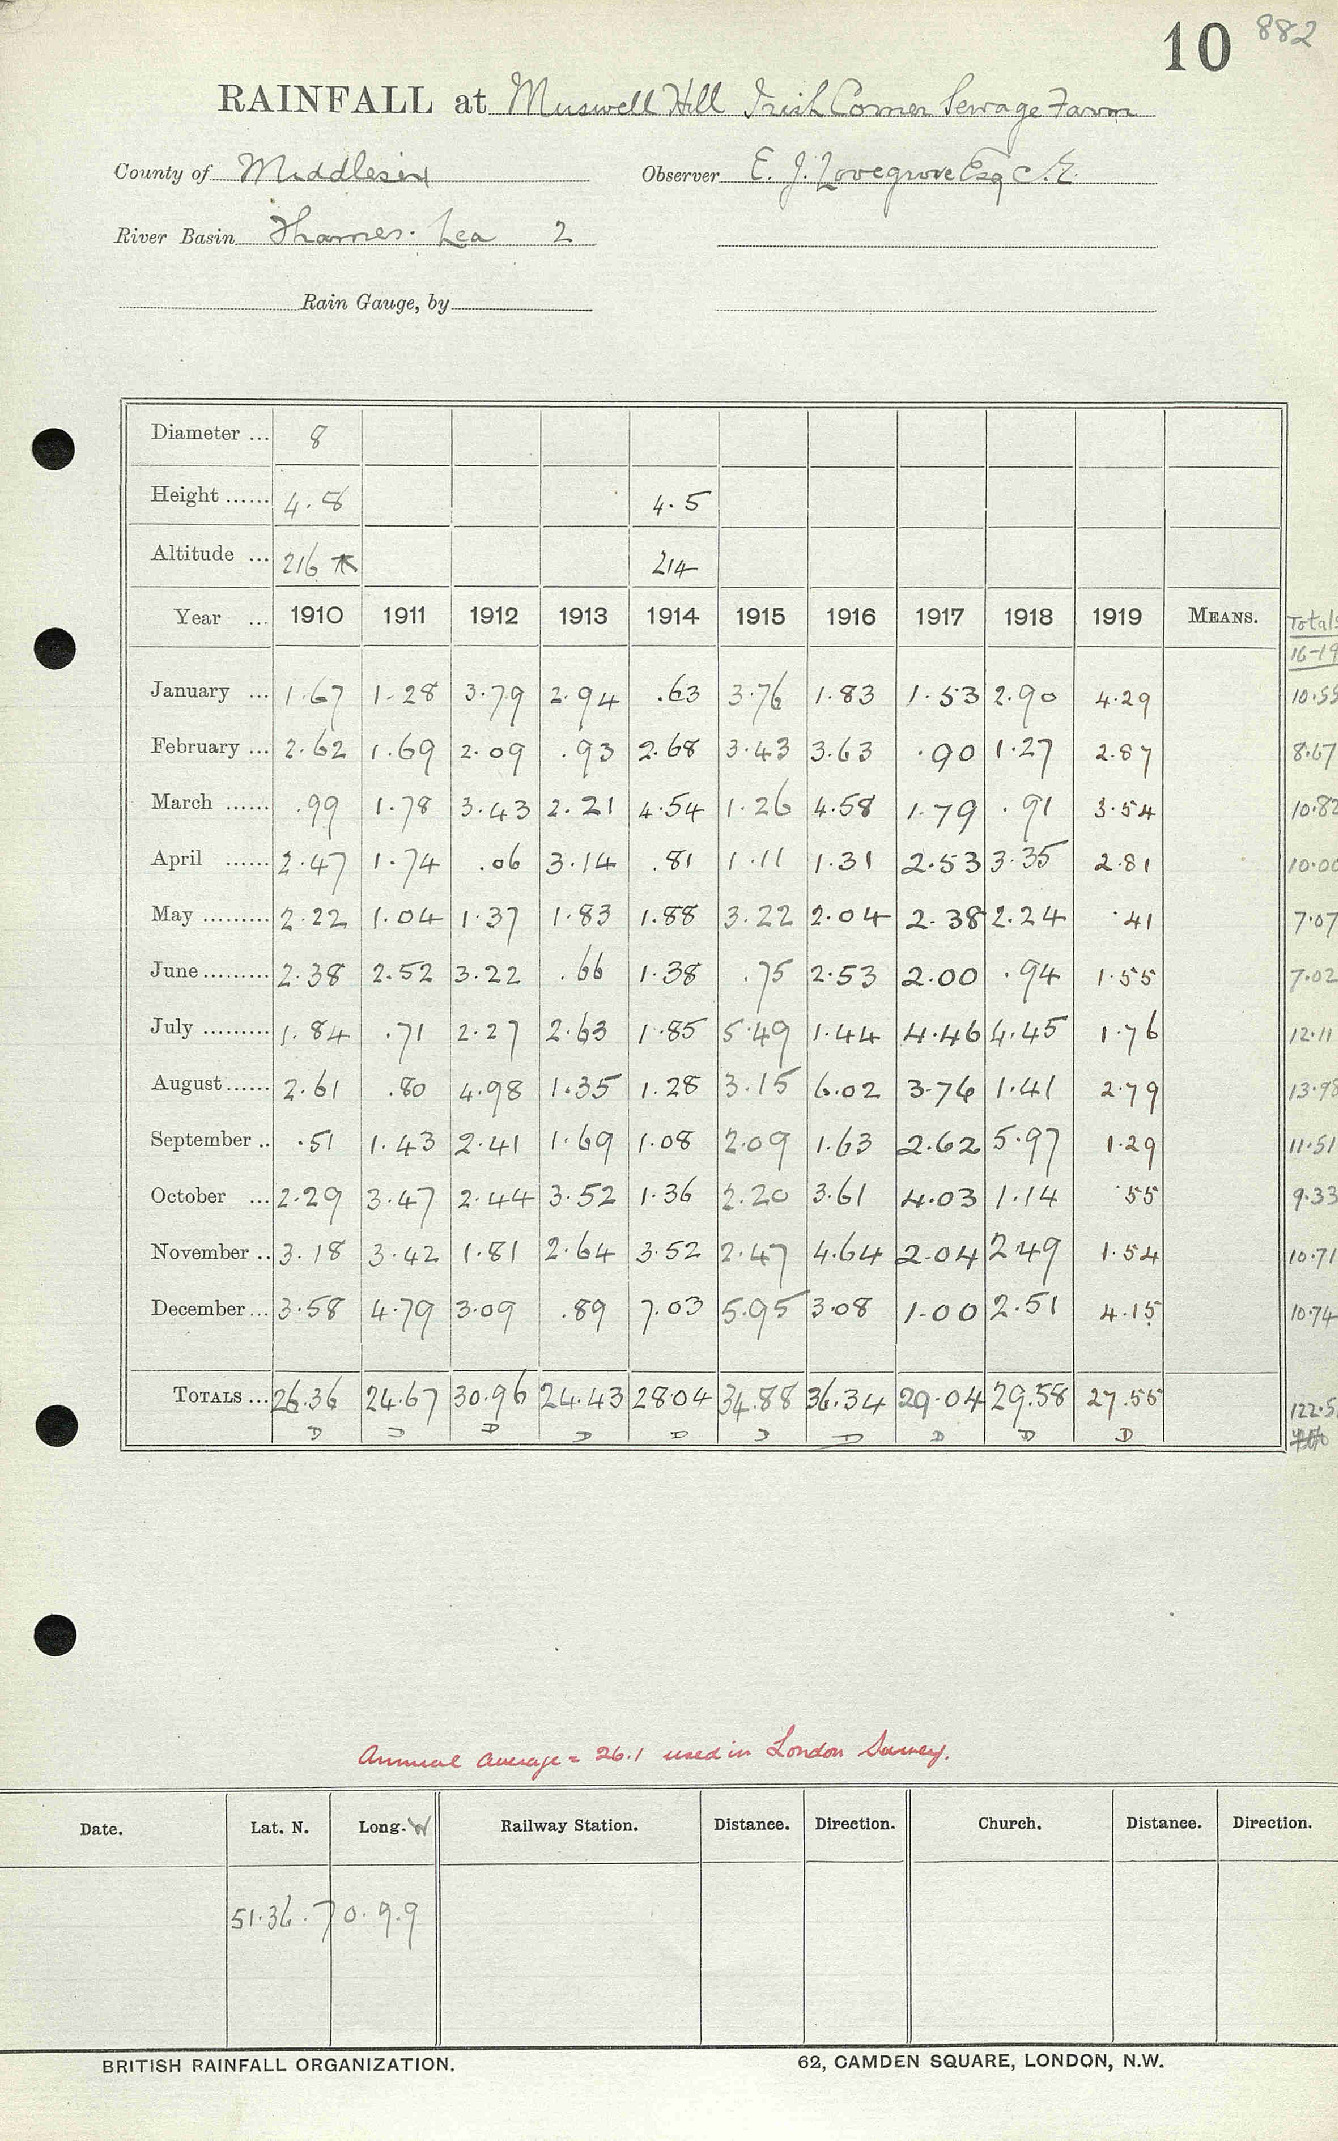 10 882
RAINFALL at Muswell Hill Irish Corner Sewage Farm
County of Middlesex Observer E. J. Lovegrove Esq C.E.
River Basin Thames. Lea 2
Rain Gauge, by
Diameter ... 8
Height ...... 4.8 4.5
Altitude ... 216 214
Year ... 1910 1911 1912 1913 1914 1915 1916 1917 1918 1919 MEANS. Totals
16-19
January ... 1.67 1.28 3.79 2.94 .63 3.76 1.83 1.53 2.90 4.29 10.55
February ... 2.62 1.69 2.09 .93 2.68 3.43 3.63 .90 1.27 2.87 8.67
March ...... .99 1.78 3.43 2.21 4.54 1.26 4.58 1.79 .91 3.54 10.82
April ...... 2.47 1.74 .06 3.14 .81 1.11 1.31 2.53 3.35 2.81 10.00
May ......... 2.22 1.04 1.37 1.83 1.88 3.22 2.04 2.38 2.24 .41 7.07
June ......... 2.38 2.52 3.22 .66 1.38 .75 2.53 2.00 .94 1.55 7.02
July ......... 1.84 .71 2.27 2.63 1.85 5.49 1.44 4.46 4.45 1.76 12.11
August ...... 2.61 .80 4.98 1.35 1.28 3.15 6.02 3.76 1.41 2.79 13.98
September .. .51 1.43 2.41 1.69 1.08 2.09 1.63 2.62 5.97 1.29 11.51
October ... 2.29 3.47 2.44 3.52 1.36 2.20 3.61 4.03 1.14 .55 9.33
November .. 3.18 3.42 1.81 2.64 3.52 2.47 4.64 2.04 2.49 1.54 10.71
December ... 3.58 4.79 3.09 .89 7.03 5.95 3.08 1.00 2.51 4.15 10.74
TOTALS ... 26.36 24.67 30.96 24.43 28.04 34.88 36.34 29.04 29.58 27.55 122.5
D D D D D D D D D D
Annual average = 26.1 used in London Survey.
Date. Lat. N. Long. W Railway Station. Distance. Direction. Church. Distance. Direction.
51.36.7 0.9.9
BRITISH RAINFALL ORGANIZATION. 62, CAMDEN SQUARE, LONDON, N.W.